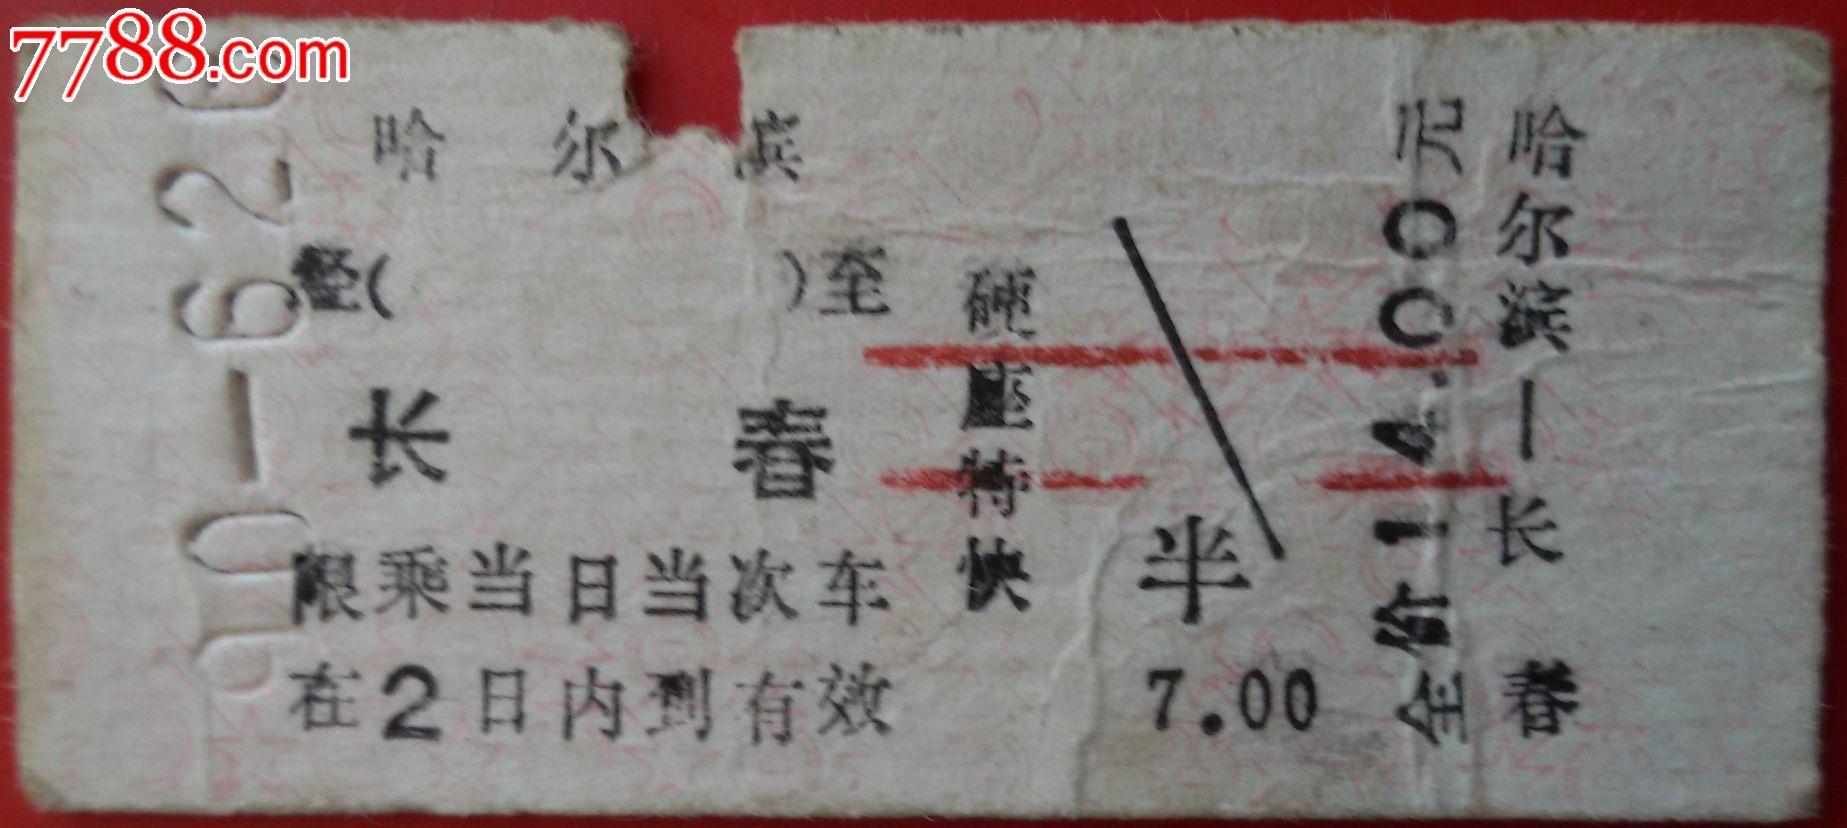 7788.com
90-626
哈尔滨
经( )至
长春
限乘当日当次车
在2日内到有效
硬座特快
半
7.00
全价14.00元
哈尔滨—长春